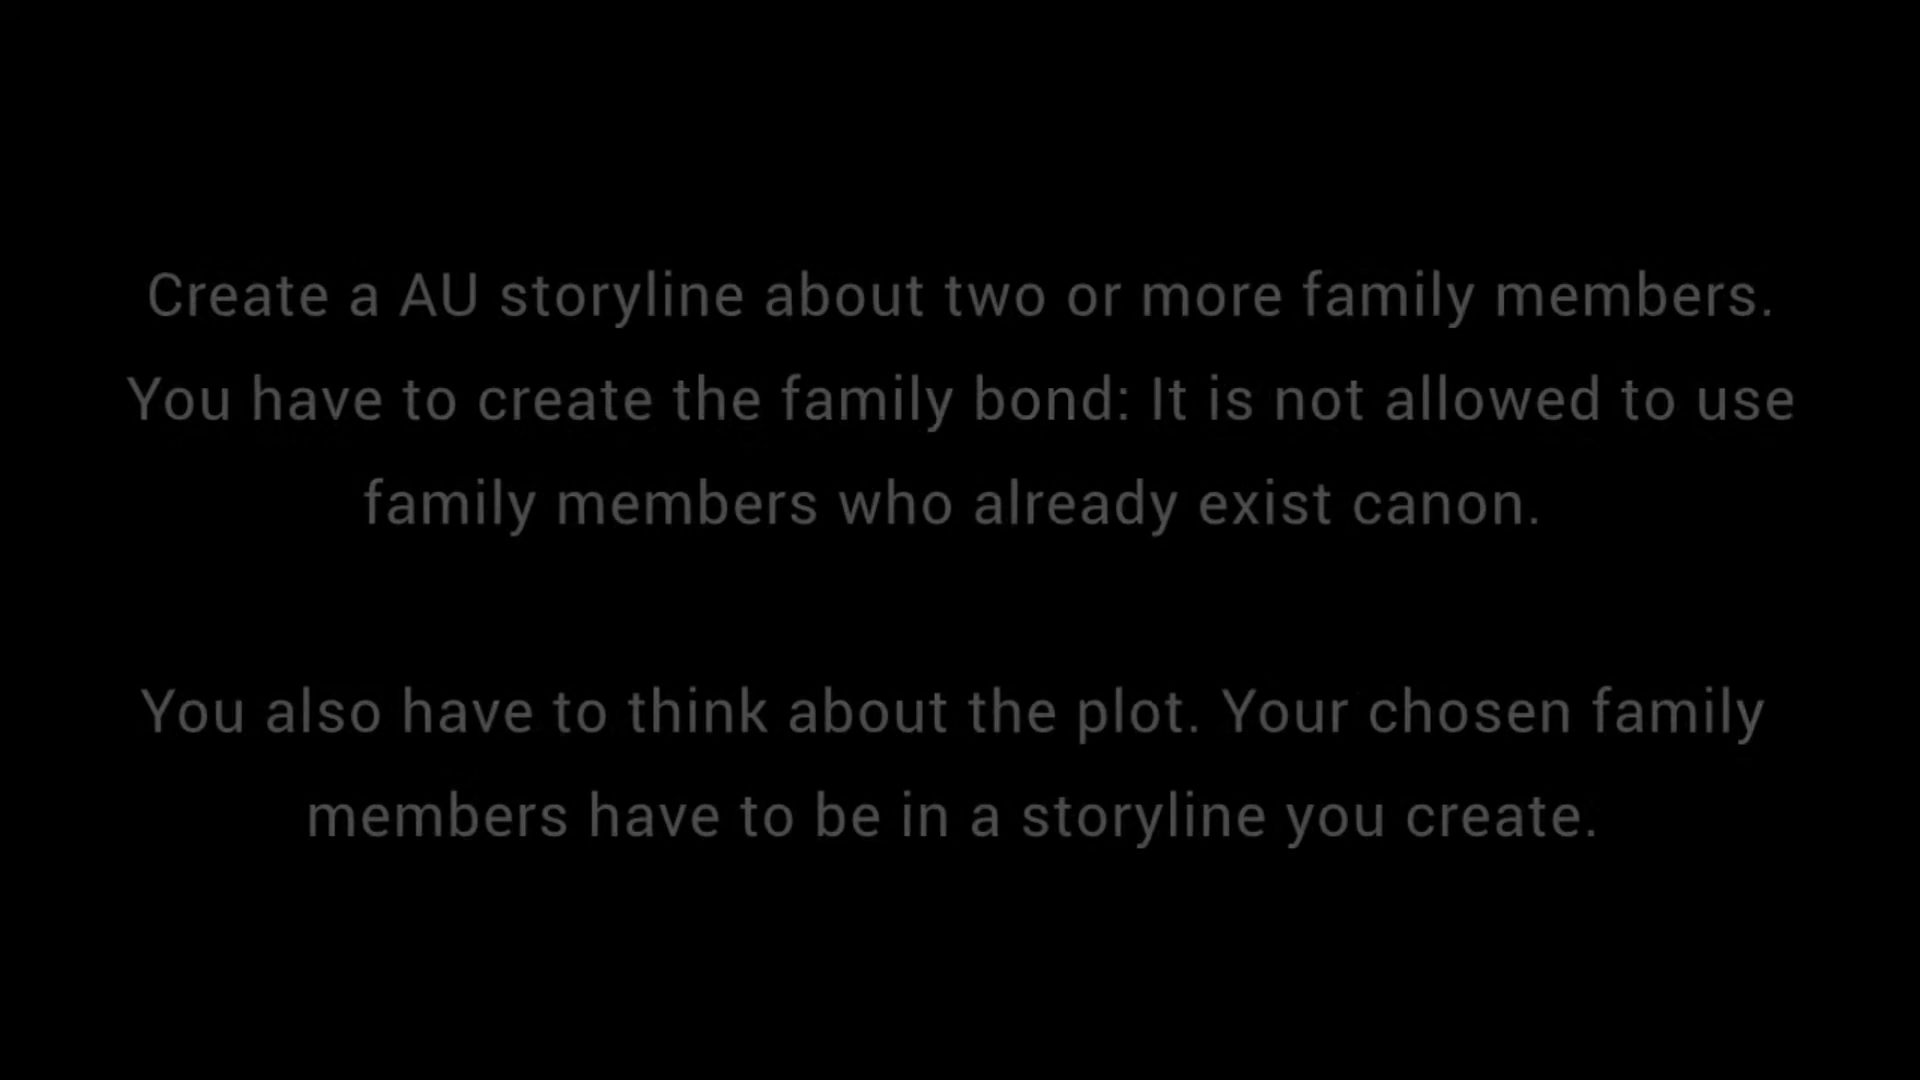 Create a AU storyline about two or more family members.
You have to create the family bond: It is not allowed to use
family members who already exist canon.
You also have to think about the plot. Your chosen family
members have to be in a storyline you create.